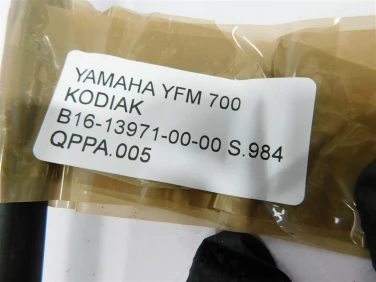 YAMAHA YFM 700
KODIAK
B16-13971-00-00 S.984
QPPA.005